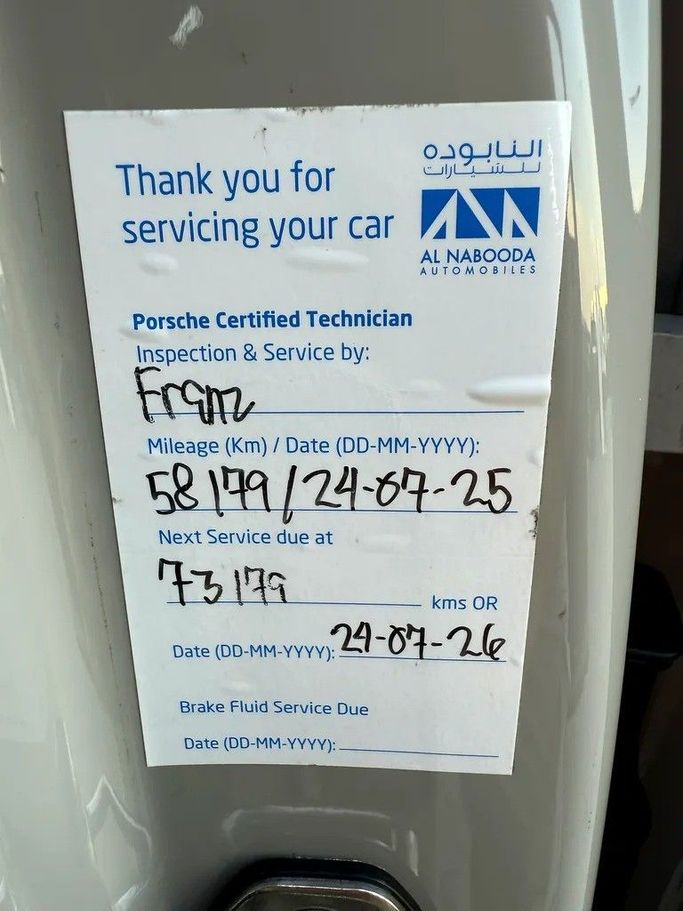 Thank you for
servicing your car
النابوده
للسيارات
AL NABOODA
AUTOMOBILES
Porsche Certified Technician
Inspection & Service by:
Franz
Mileage (Km) / Date (DD-MM-YYYY):
58179 / 24-07-25
Next Service due at
73179 kms OR
Date (DD-MM-YYYY): 24-07-26
Brake Fluid Service Due
Date (DD-MM-YYYY):